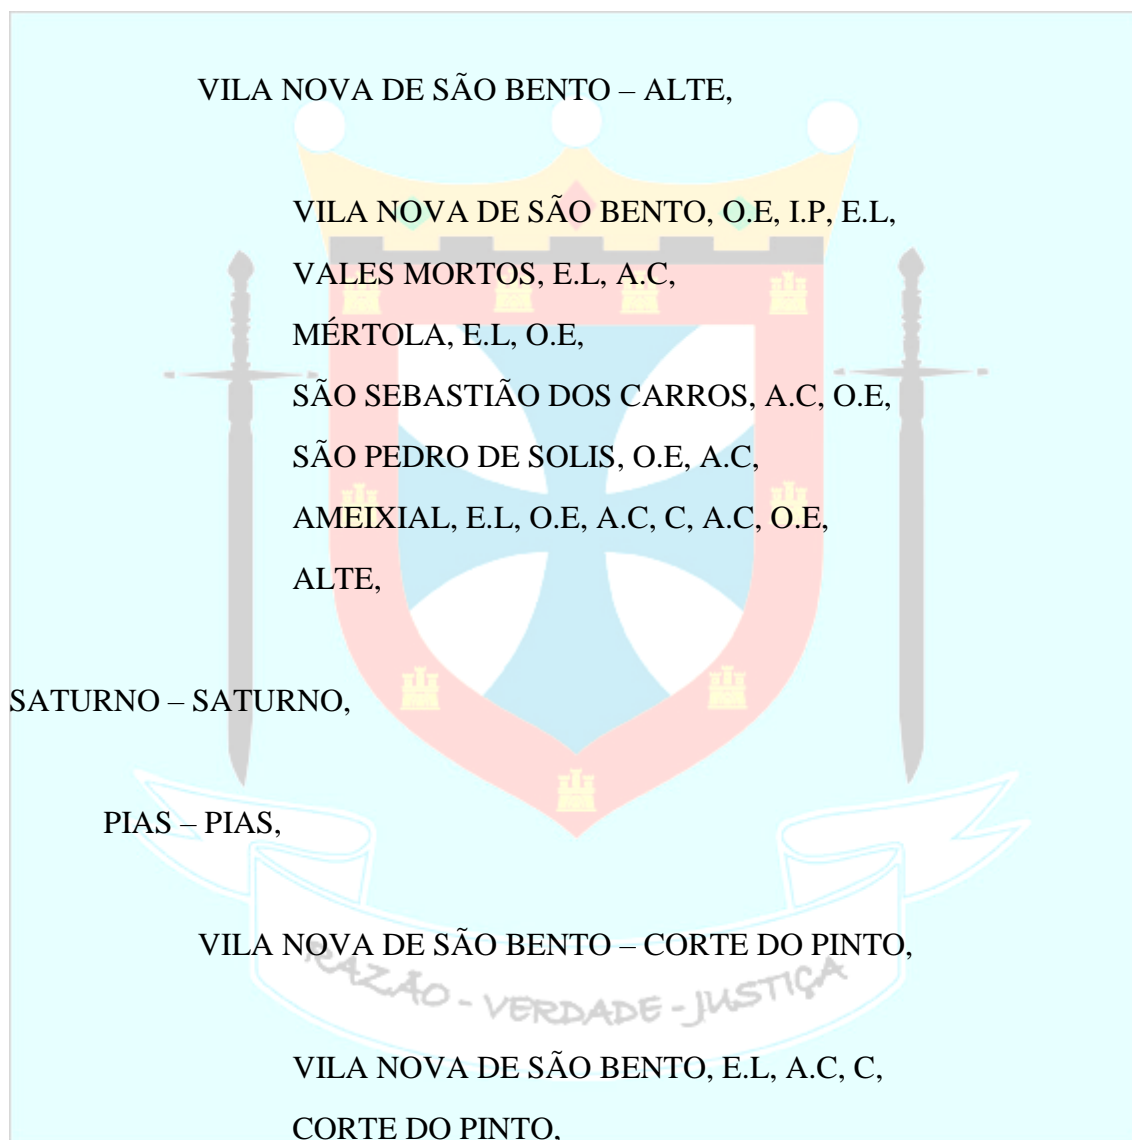 VILA NOVA DE SÃO BENTO – ALTE,
VILA NOVA DE SÃO BENTO, O.E, I.P, E.L,
VALES MORTOS, E.L, A.C,
MÉRTOLA, E.L, O.E,
SÃO SEBASTIÃO DOS CARROS, A.C, O.E,
SÃO PEDRO DE SOLIS, O.E, A.C,
AMEIXIAL, E.L, O.E, A.C, C, A.C, O.E,
ALTE,
SATURNO – SATURNO,
PIAS – PIAS,
VILA NOVA DE SÃO BENTO – CORTE DO PINTO,
RAZÃO - VERDADE - JUSTIÇA
VILA NOVA DE SÃO BENTO, E.L, A.C, C,
CORTE DO PINTO,